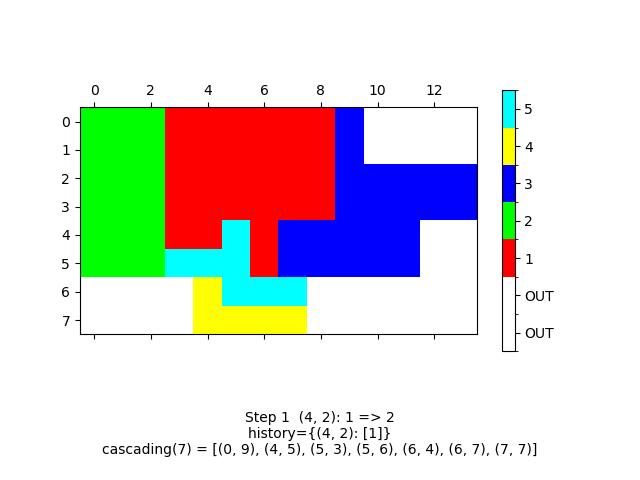 0 2 4 6 8 10 12
0
1
2
3
4
5
6
7
5
4
3
2
1
OUT
OUT
Step 1  (4, 2): 1 => 2
history={(4, 2): [1]}
cascading(7) = [(0, 9), (4, 5), (5, 3), (5, 6), (6, 4), (6, 7), (7, 7)]